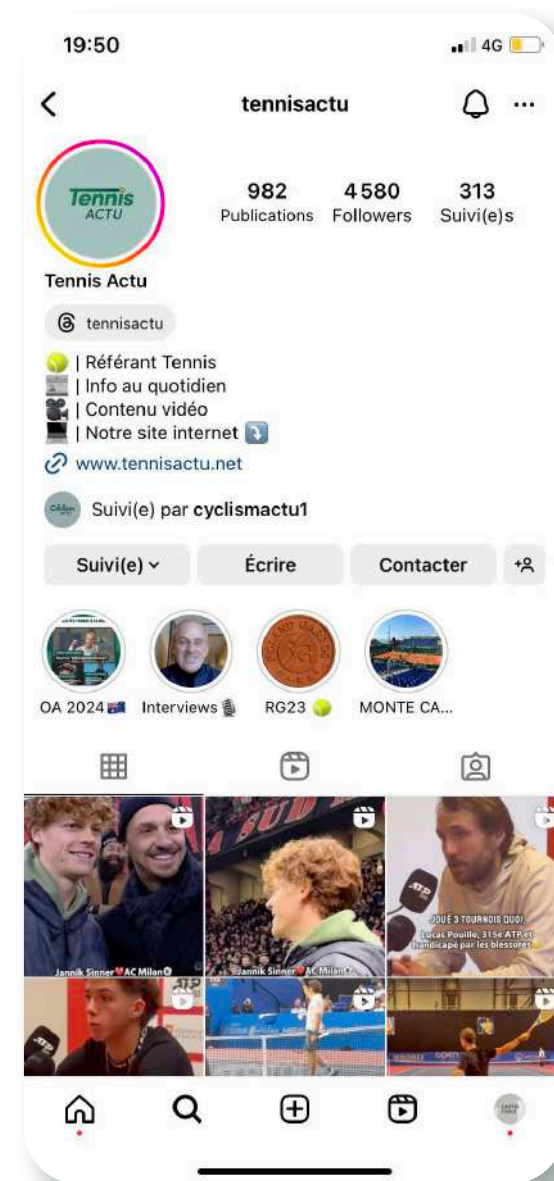 19:50
4G
tennisactu
Tennis
ACTU
982
4 580
313
Publications
Followers
Suivi(e)s
Tennis Actu
tennisactu
| Référant Tennis
| Info au quotidien
| Contenu vidéo
| Notre site internet
www.tennisactu.net
Suivi(e) par cyclismactu1
Suivi(e)
Écrire
Contacter
OA 2024
Interviews
RG23
MONTE CA...
SUD
Jannik Sinner❤️AC Milan
Jannik Sinner❤️AC Milan
ATP
JOUÉ 3 TOURNOIS QUOI,
Lucas Pouille, 315e ATP et
handicapé par les blessures